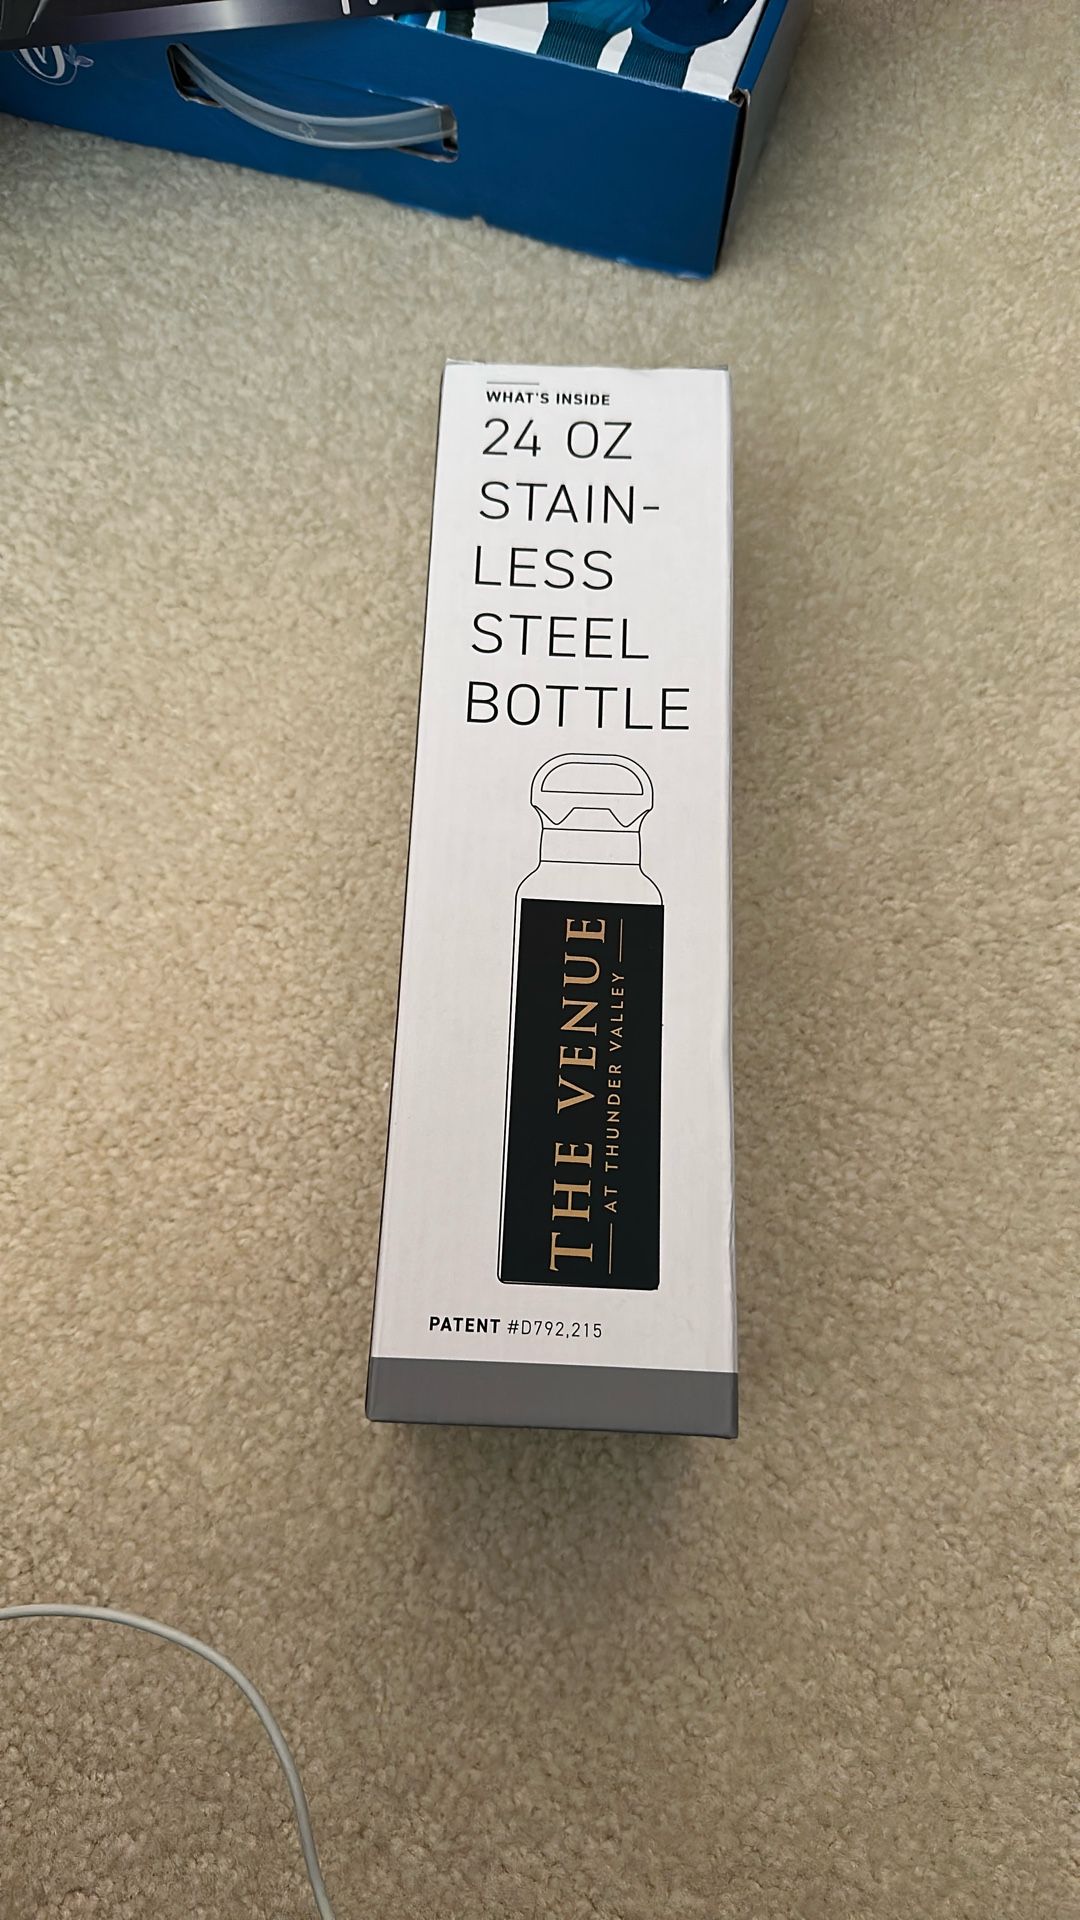 WHAT'S INSIDE
24 OZ
STAIN-
LESS
STEEL
BOTTLE
THE VENUE
AT THUNDER VALLEY
PATENT #D792,215